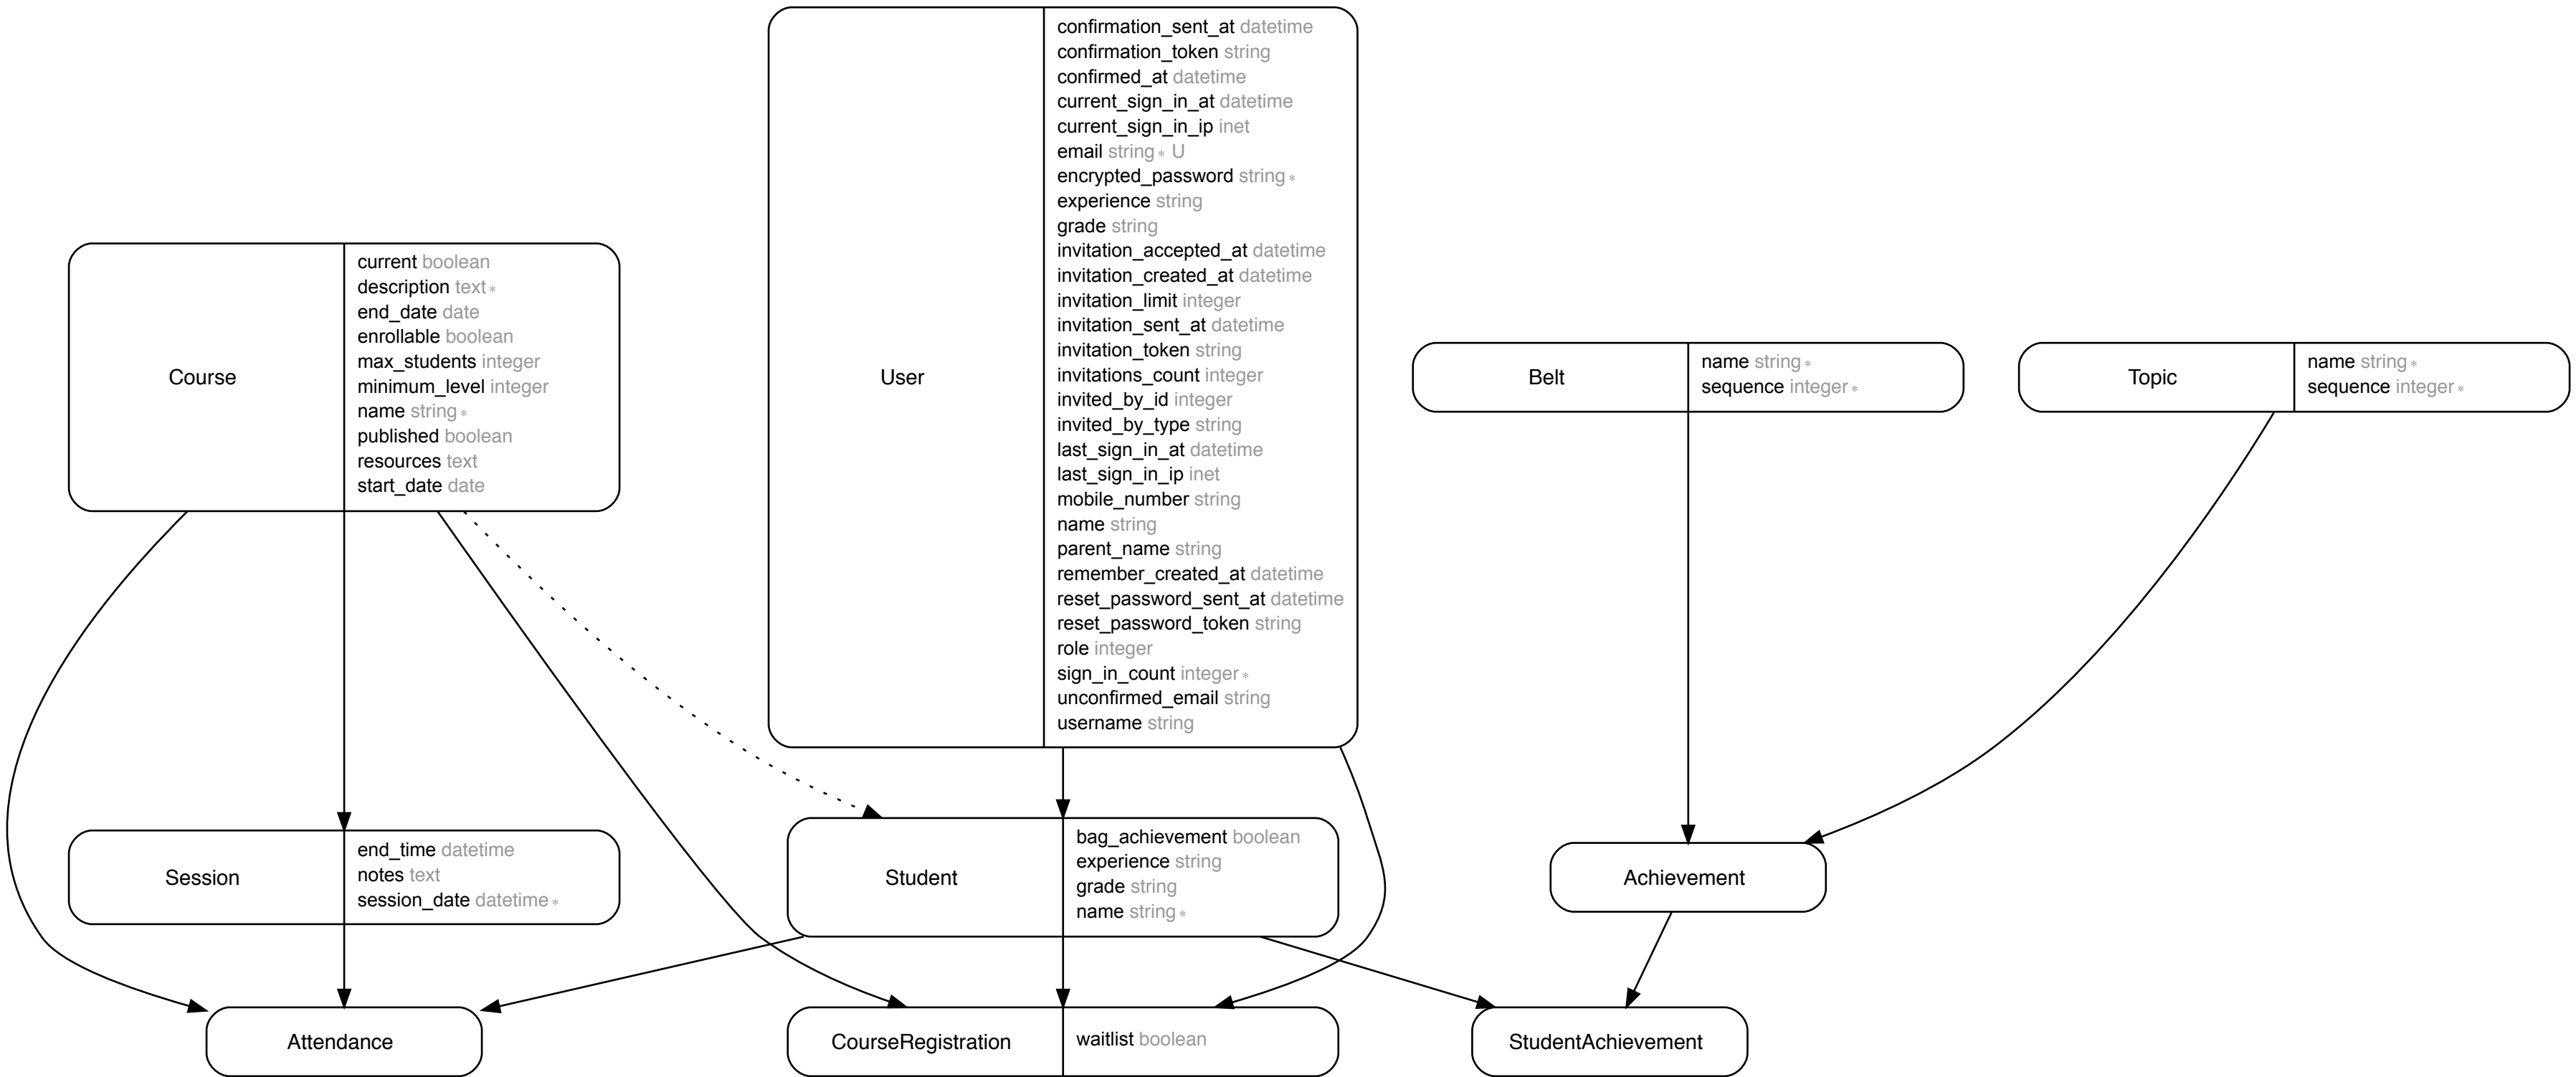 Course
current boolean
description text *
end_date date
enrollable boolean
max_students integer
minimum_level integer
name string *
published boolean
resources text
start_date date
User
confirmation_sent_at datetime
confirmation_token string
confirmed_at datetime
current_sign_in_at datetime
current_sign_in_ip inet
email string * U
encrypted_password string *
experience string
grade string
invitation_accepted_at datetime
invitation_created_at datetime
invitation_limit integer
invitation_sent_at datetime
invitation_token string
invitations_count integer
invited_by_id integer
invited_by_type string
last_sign_in_at datetime
last_sign_in_ip inet
mobile_number string
name string
parent_name string
remember_created_at datetime
reset_password_sent_at datetime
reset_password_token string
role integer
sign_in_count integer *
unconfirmed_email string
username string
Belt
name string *
sequence integer *
Topic
name string *
sequence integer *
Session
end_time datetime
notes text
session_date datetime *
Student
bag_achievement boolean
experience string
grade string
name string *
Achievement
Attendance
CourseRegistration
waitlist boolean
StudentAchievement